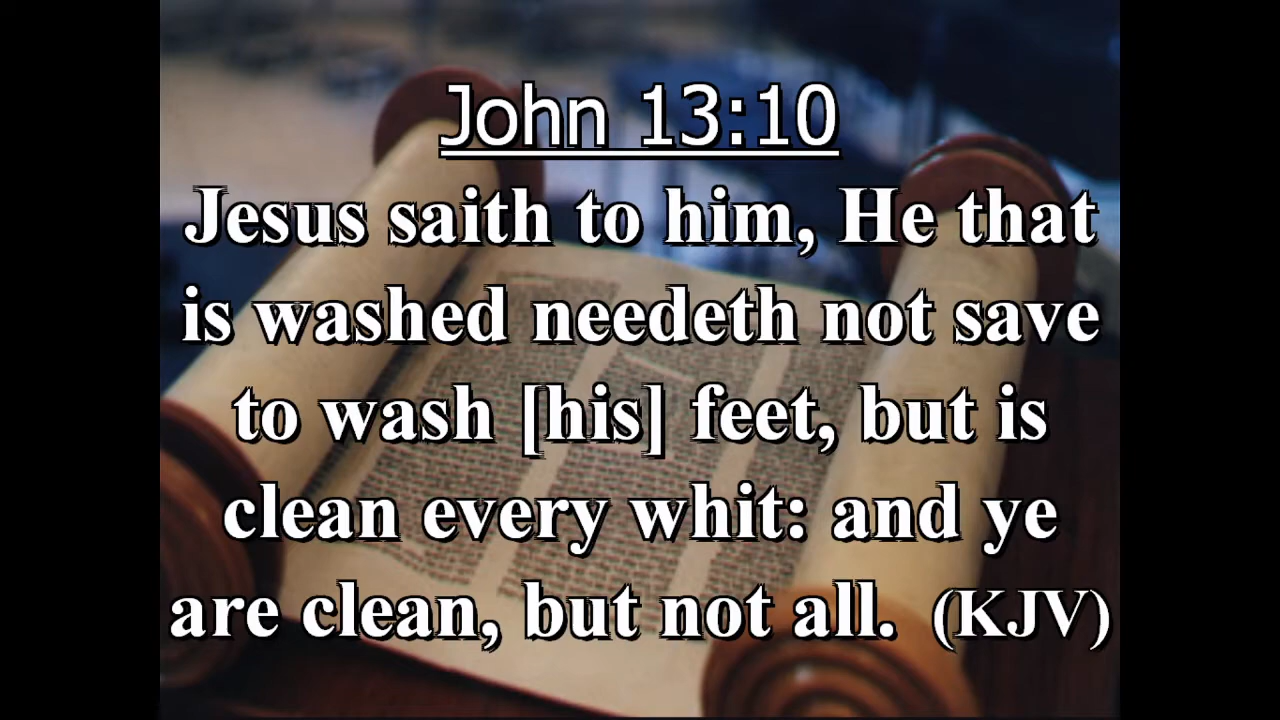 John 13:10
Jesus saith to him, He that
is washed needeth not save
to wash [his] feet, but is
clean every whit: and ye
are clean, but not all. (KJV)